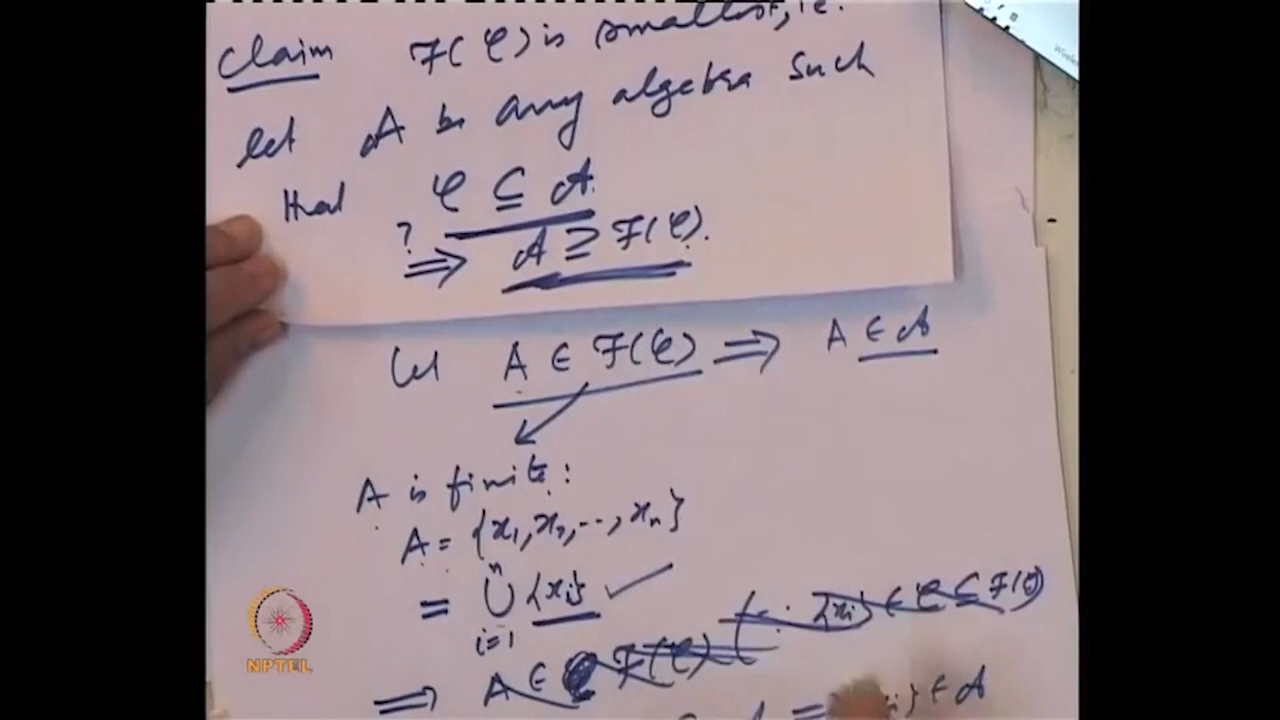 Claim F(C) is smallest, i.e.
let A be any algebra such
that C ⊆ A.
? ⟹ A ⊇ F(C).
Let A ∈ F(C) ⟹ A ∈ A
A is finite:
A = {x₁, x₂, ..., xₙ}
= ⋃ⁿᵢ₌₁ {xᵢ} ✓
(∵ {xᵢ} ∈ C ⊆ F(C)
⟹ A ∈ F(C)
} ∈ A
NPTEL